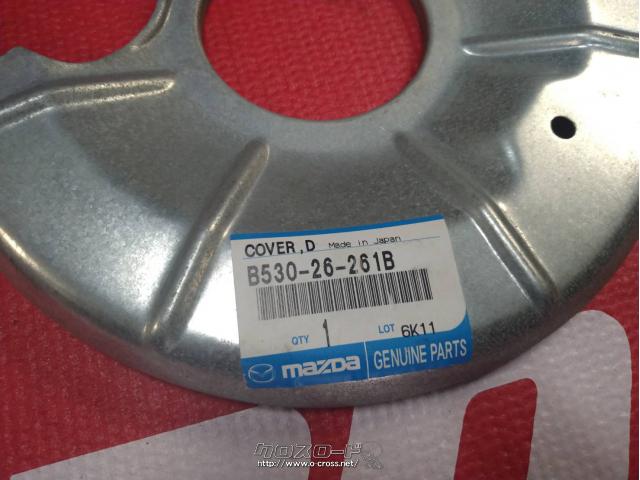 COVER,D Made in Japan
B530-26-261B
QTY 1 LOT 6K11
mazda GENUINE PARTS
クロスロード
http://www.o-cross.net/